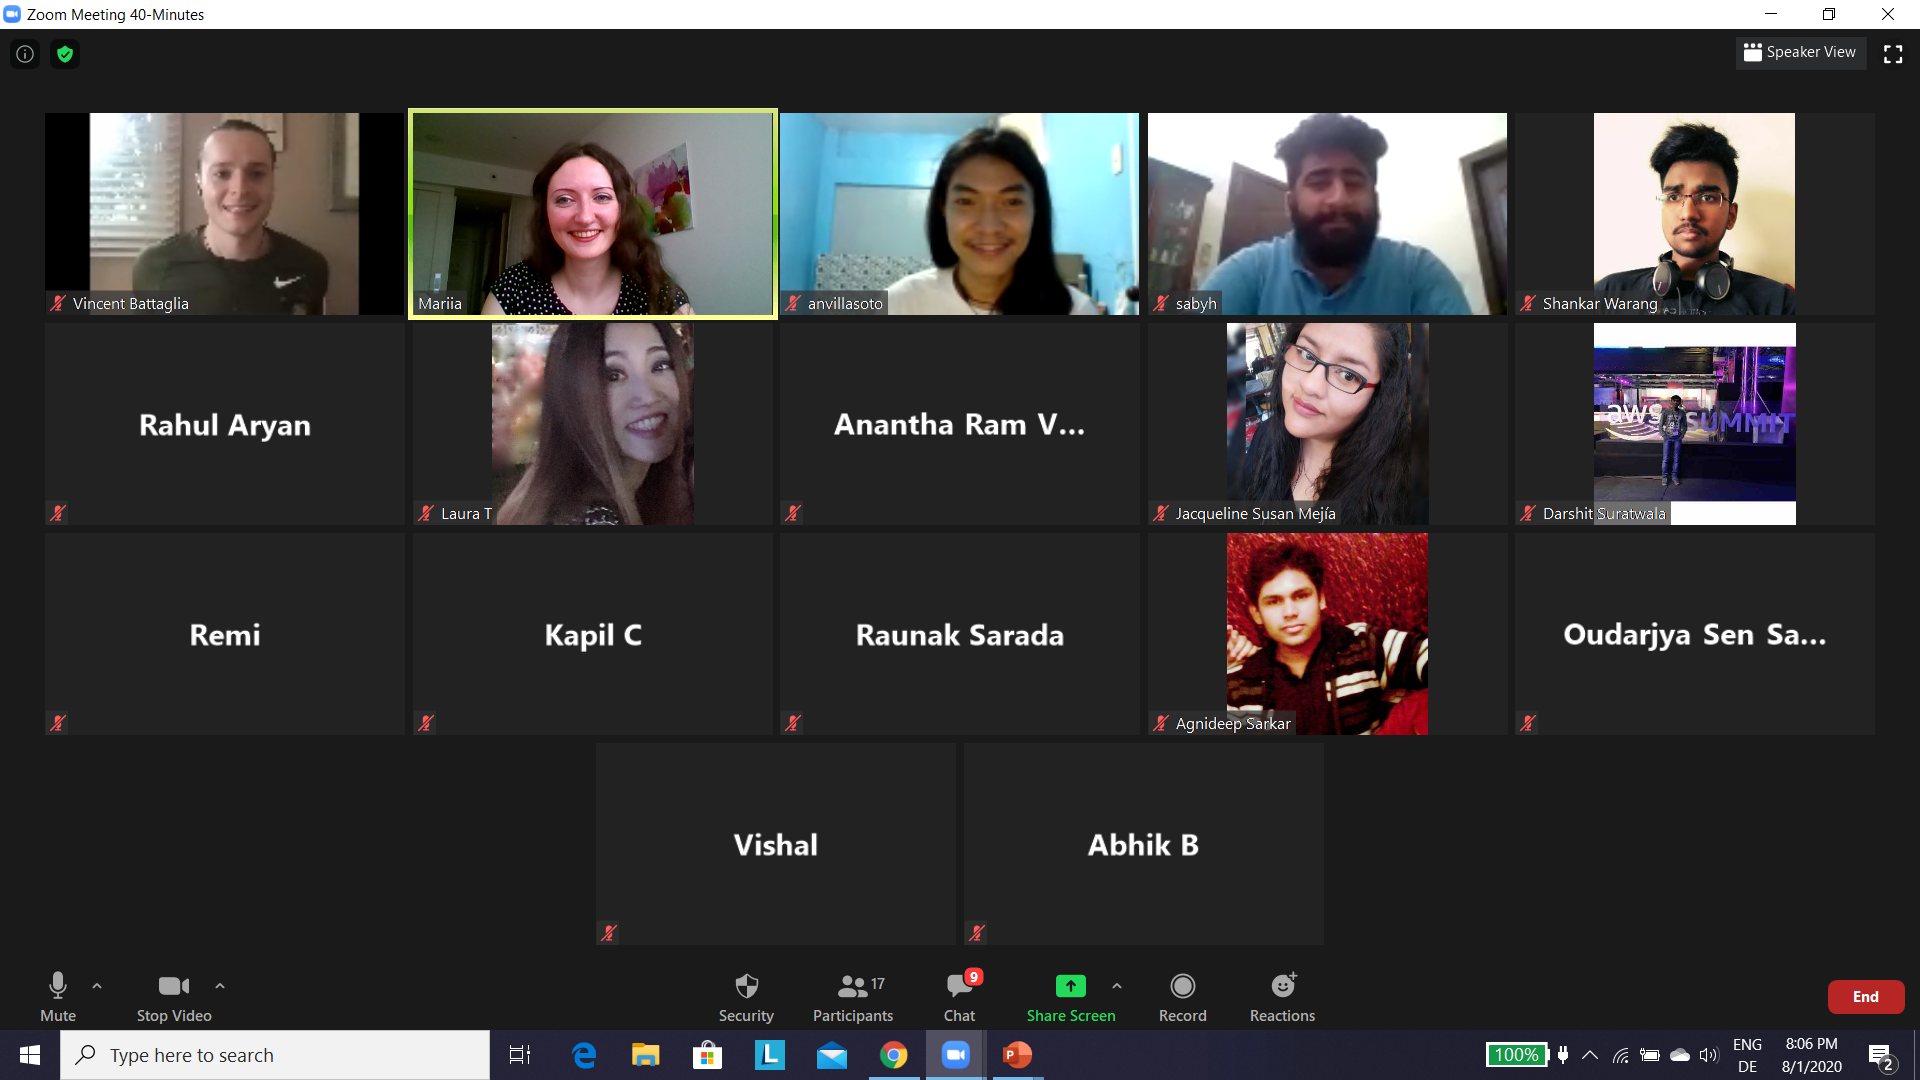 Zoom Meeting 40-Minutes
Speaker View
Vincent Battaglia
Mariia
anvillasoto
sabyh
Shankar Warang
Rahul Aryan
Laura T
Anantha Ram V...
Jacqueline Susan Mejía
aws
SUMMIT
Darshit Suratwala
Remi
Kapil C
Raunak Sarada
Agnideep Sarkar
Oudarjya Sen Sa...
Vishal
Abhik B
Mute
Stop Video
Security
17
Participants
9
Chat
Share Screen
Record
Reactions
End
Type here to search
L
P
100%
ENG
DE
8:06 PM
8/1/2020
2